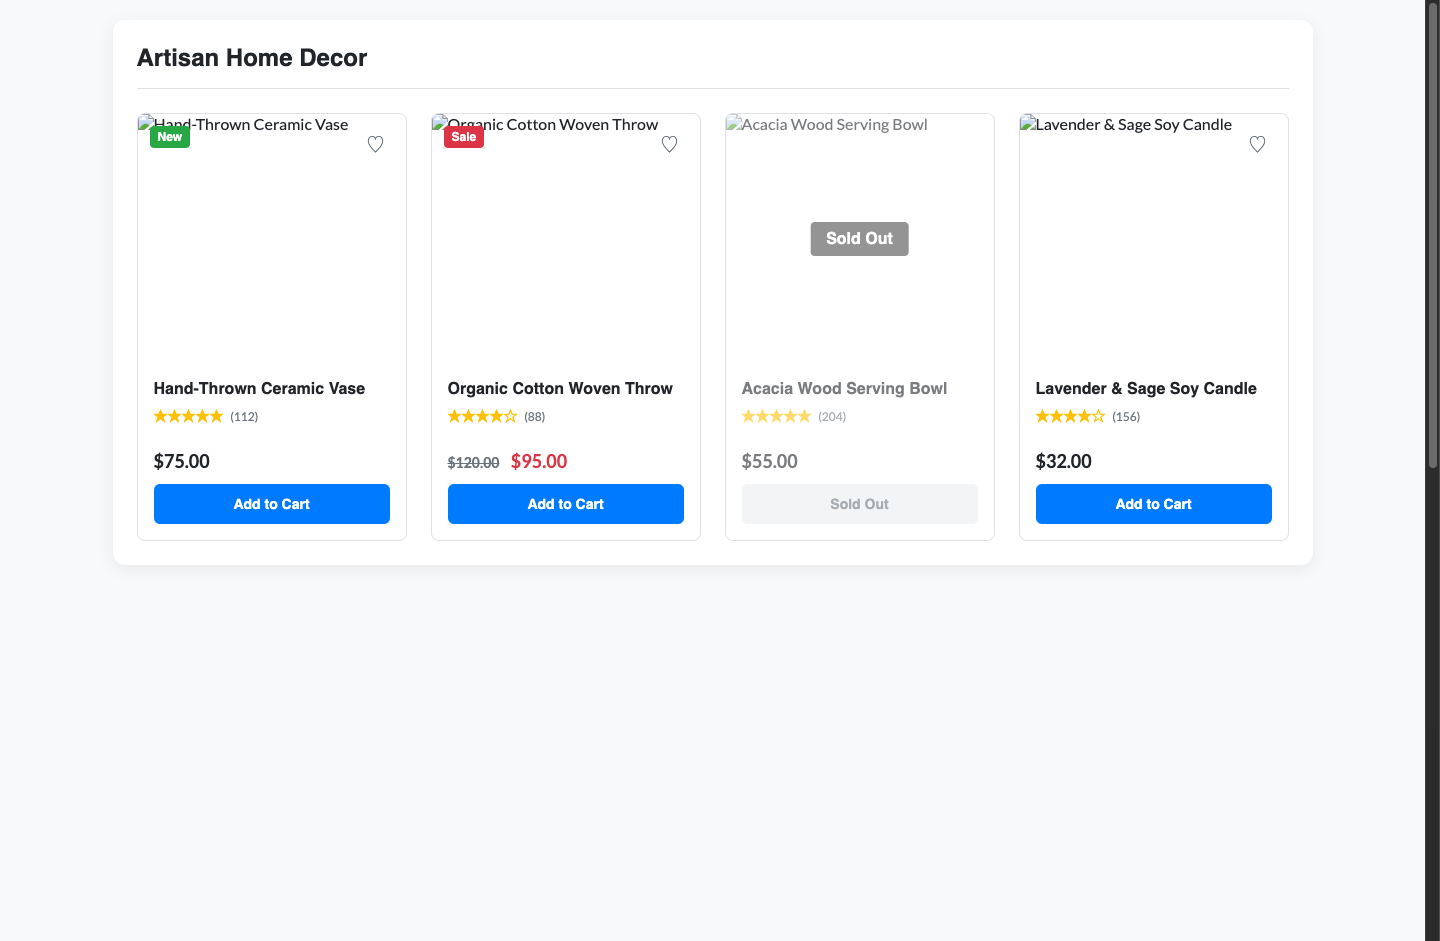 Artisan Home Decor
Hand-Thrown Ceramic Vase
New
♡
Hand-Thrown Ceramic Vase
★★★★★ (112)
$75.00
Add to Cart
Organic Cotton Woven Throw
Sale
♡
Organic Cotton Woven Throw
★★★★☆ (88)
$120.00 $95.00
Add to Cart
Acacia Wood Serving Bowl
Sold Out
Acacia Wood Serving Bowl
★★★★★ (204)
$55.00
Sold Out
Lavender & Sage Soy Candle
♡
Lavender & Sage Soy Candle
★★★★☆ (156)
$32.00
Add to Cart